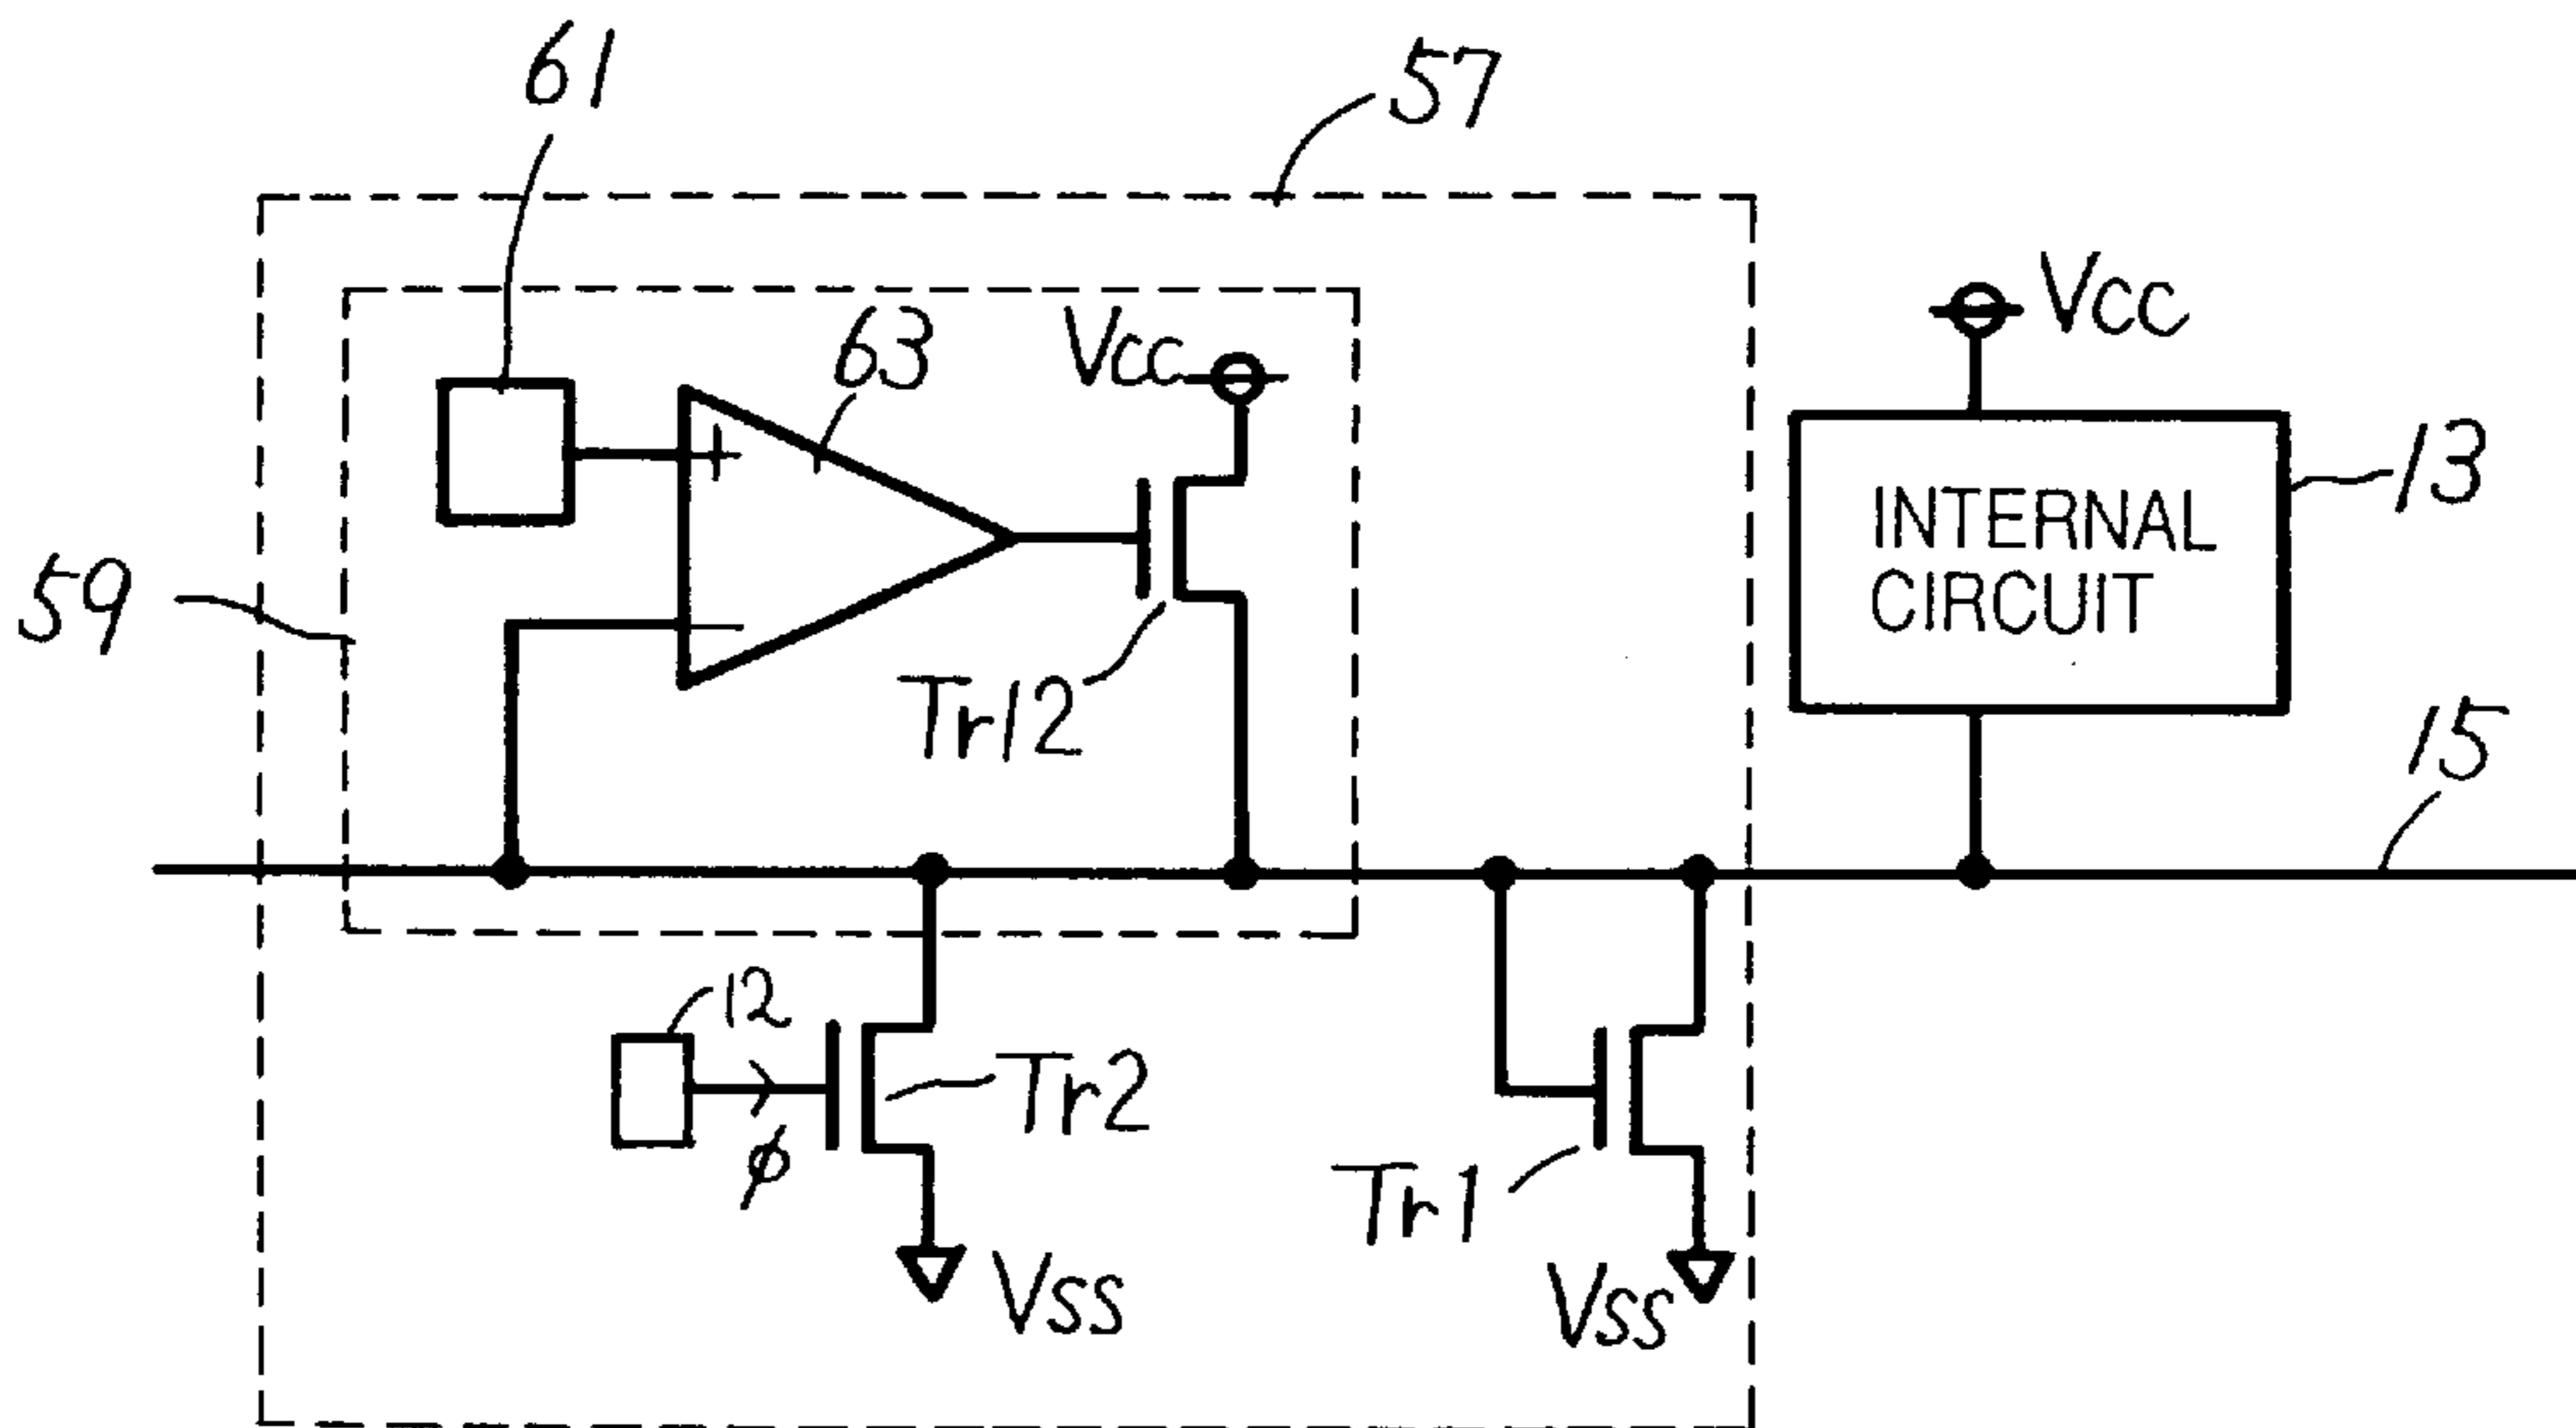 61
57
63
Vcc
Vcc
INTERNAL
CIRCUIT
13
59
+
−
Tr12
15
12
φ
Tr2
Vss
Tr1
Vss